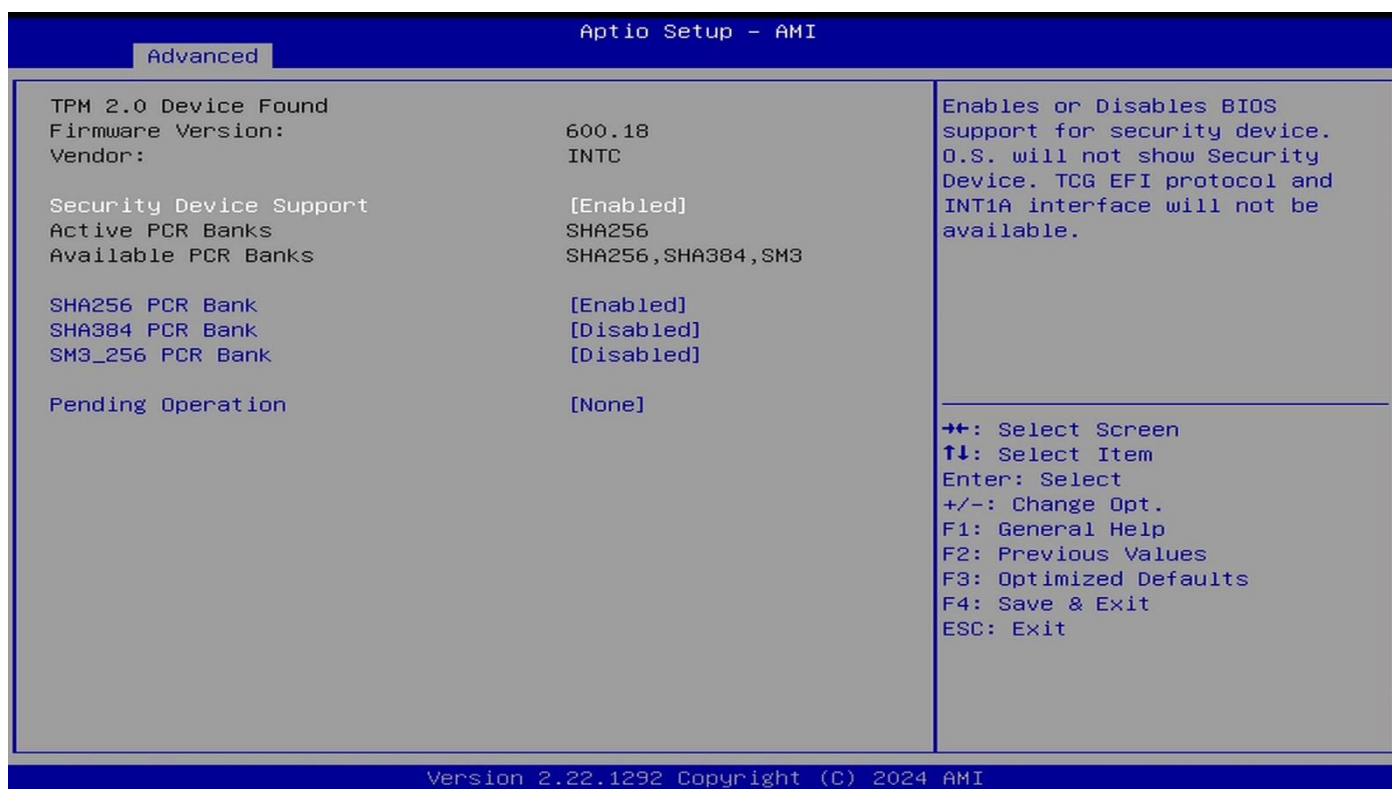 Aptio Setup – AMI
Advanced
TPM 2.0 Device Found
Firmware Version: 600.18
Vendor: INTC
Security Device Support [Enabled]
Active PCR Banks SHA256
Available PCR Banks SHA256,SHA384,SM3
SHA256 PCR Bank [Enabled]
SHA384 PCR Bank [Disabled]
SM3_256 PCR Bank [Disabled]
Pending Operation [None]
Enables or Disables BIOS
support for security device.
O.S. will not show Security
Device. TCG EFI protocol and
INT1A interface will not be
available.
→←: Select Screen
↑↓: Select Item
Enter: Select
+/-: Change Opt.
F1: General Help
F2: Previous Values
F3: Optimized Defaults
F4: Save & Exit
ESC: Exit
Version 2.22.1292 Copyright (C) 2024 AMI